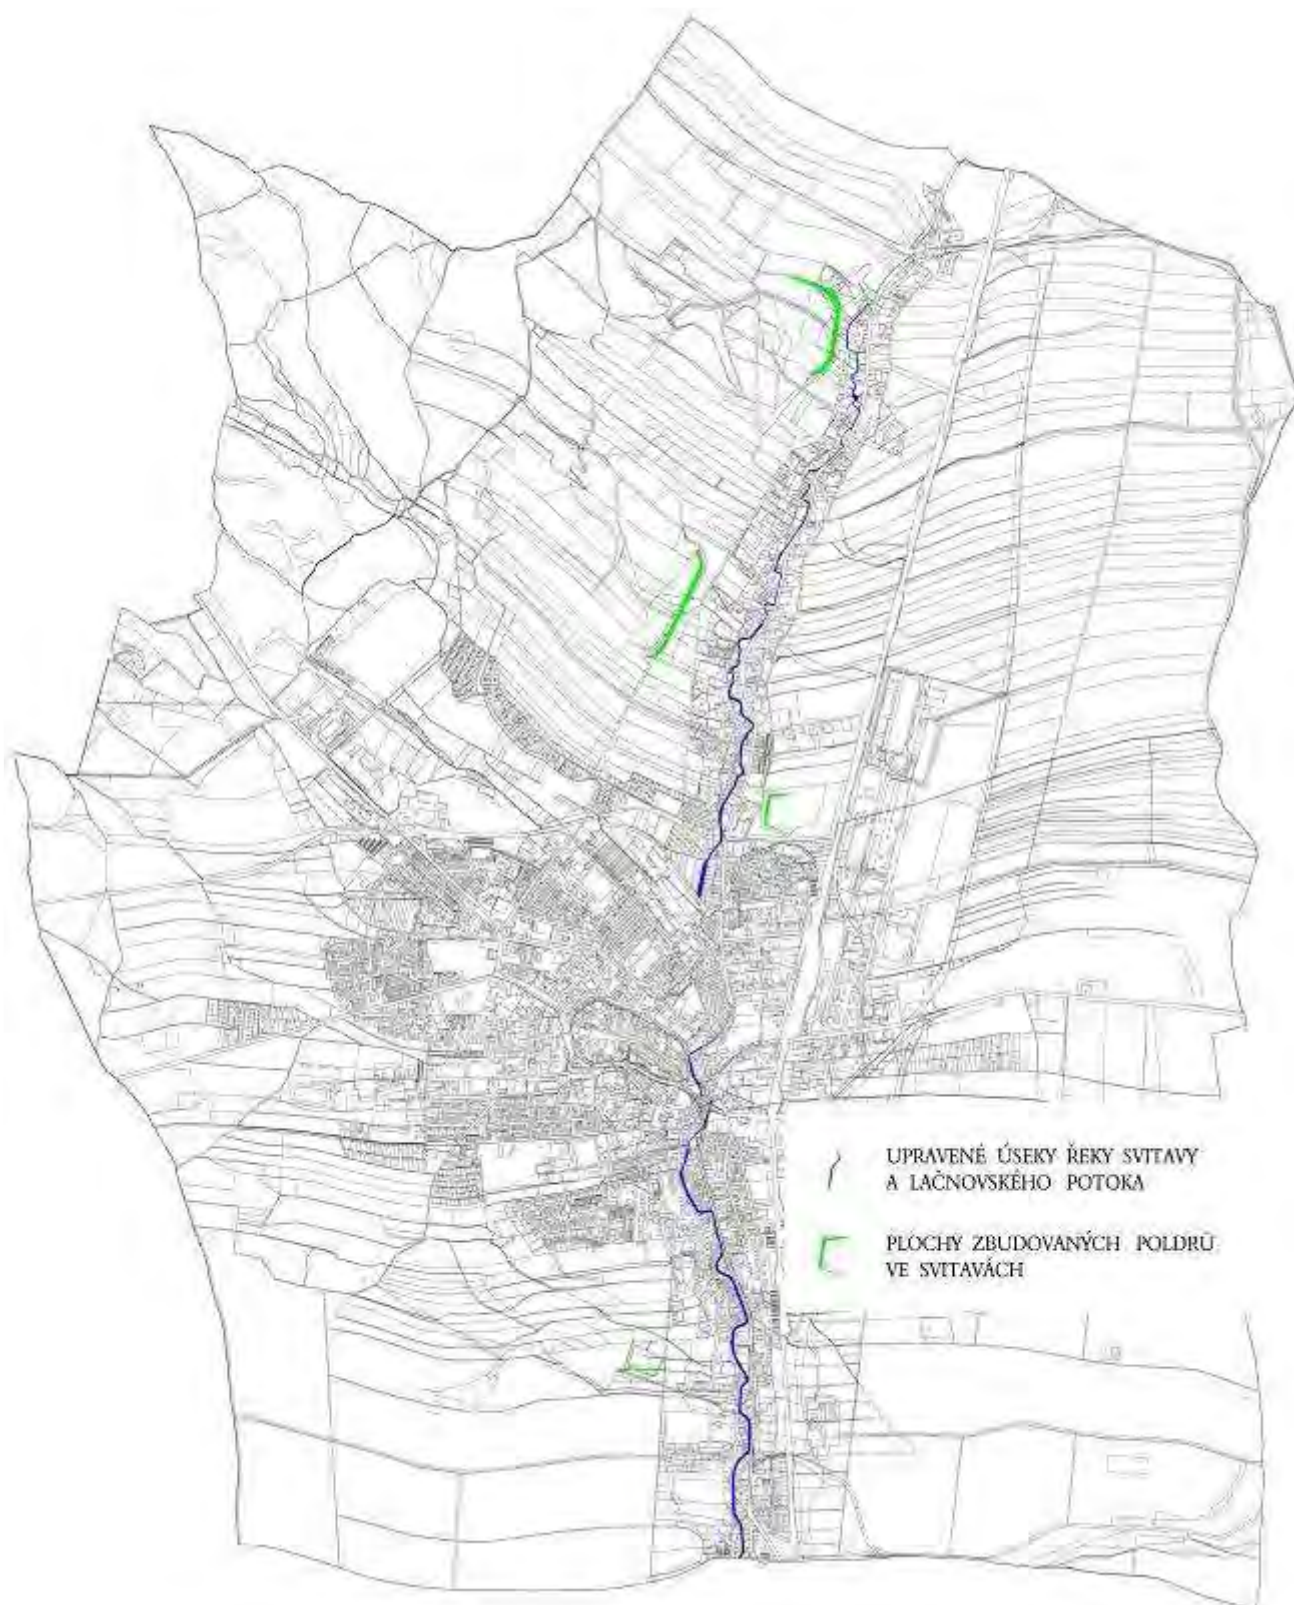 UPRAVENÉ ÚSEKY ŘEKY SVITAVY
A LAČNOVSKÉHO POTOKA
PLOCHY ZBUDOVANÝCH POLDRŮ
VE SVITAVÁCH